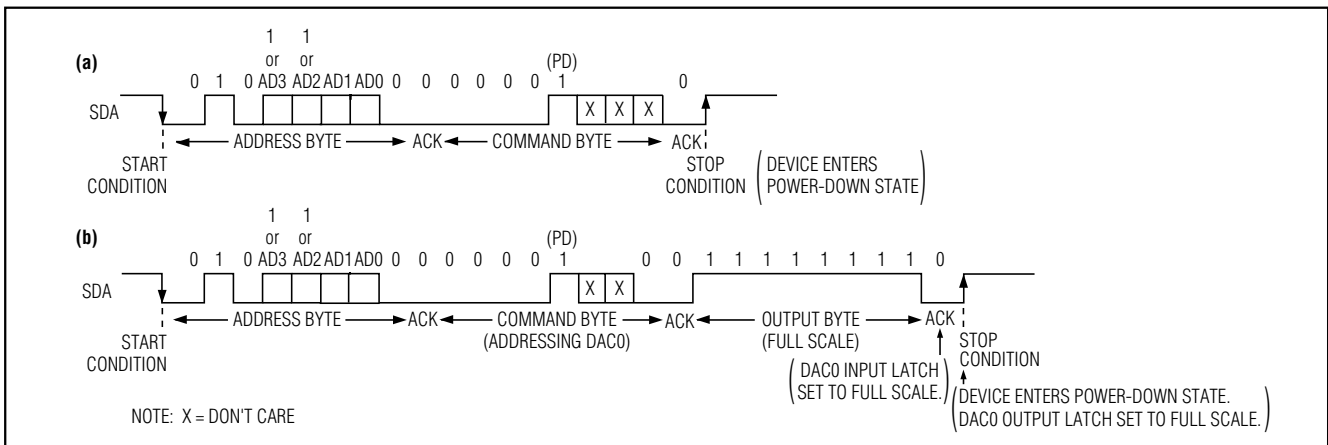 (a)
1 1
or or (PD)
0 1 0 AD3 AD2 AD1 AD0 0 0 0 0 0 0 1 0
SDA X X X
ADDRESS BYTE ACK COMMAND BYTE ACK
START CONDITION
STOP CONDITION
(DEVICE ENTERS
POWER-DOWN STATE)
(b)
1 1
or or (PD)
0 1 0 AD3 AD2 AD1 AD0 0 0 0 0 0 0 1 0 0 1 1 1 1 1 1 1 1 0
SDA X X
ADDRESS BYTE ACK COMMAND BYTE ACK OUTPUT BYTE ACK
(ADDRESSING DAC0) (FULL SCALE)
START CONDITION
STOP CONDITION
(DAC0 INPUT LATCH
SET TO FULL SCALE.)
(DEVICE ENTERS POWER-DOWN STATE.
DAC0 OUTPUT LATCH SET TO FULL SCALE.)
NOTE: X = DON'T CARE